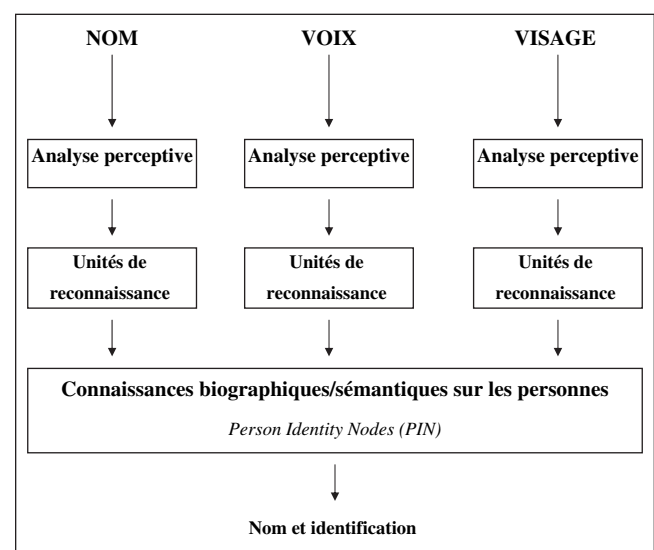 NOM VOIX VISAGE
Analyse perceptive Analyse perceptive Analyse perceptive
Unités de Unités de Unités de
reconnaissance reconnaissance reconnaissance
Connaissances biographiques/sémantiques sur les personnes
Person Identity Nodes (PIN)
Nom et identification